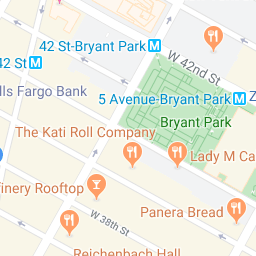 42 St-Bryant Park M
W 42nd St
42 St M
lls Fargo Bank
5 Avenue-Bryant Park M
Z
Bryant Park
The Kati Roll Company
Lady M Ca
inery Rooftop
Panera Bread
W 38th St
Reichenbach Hall